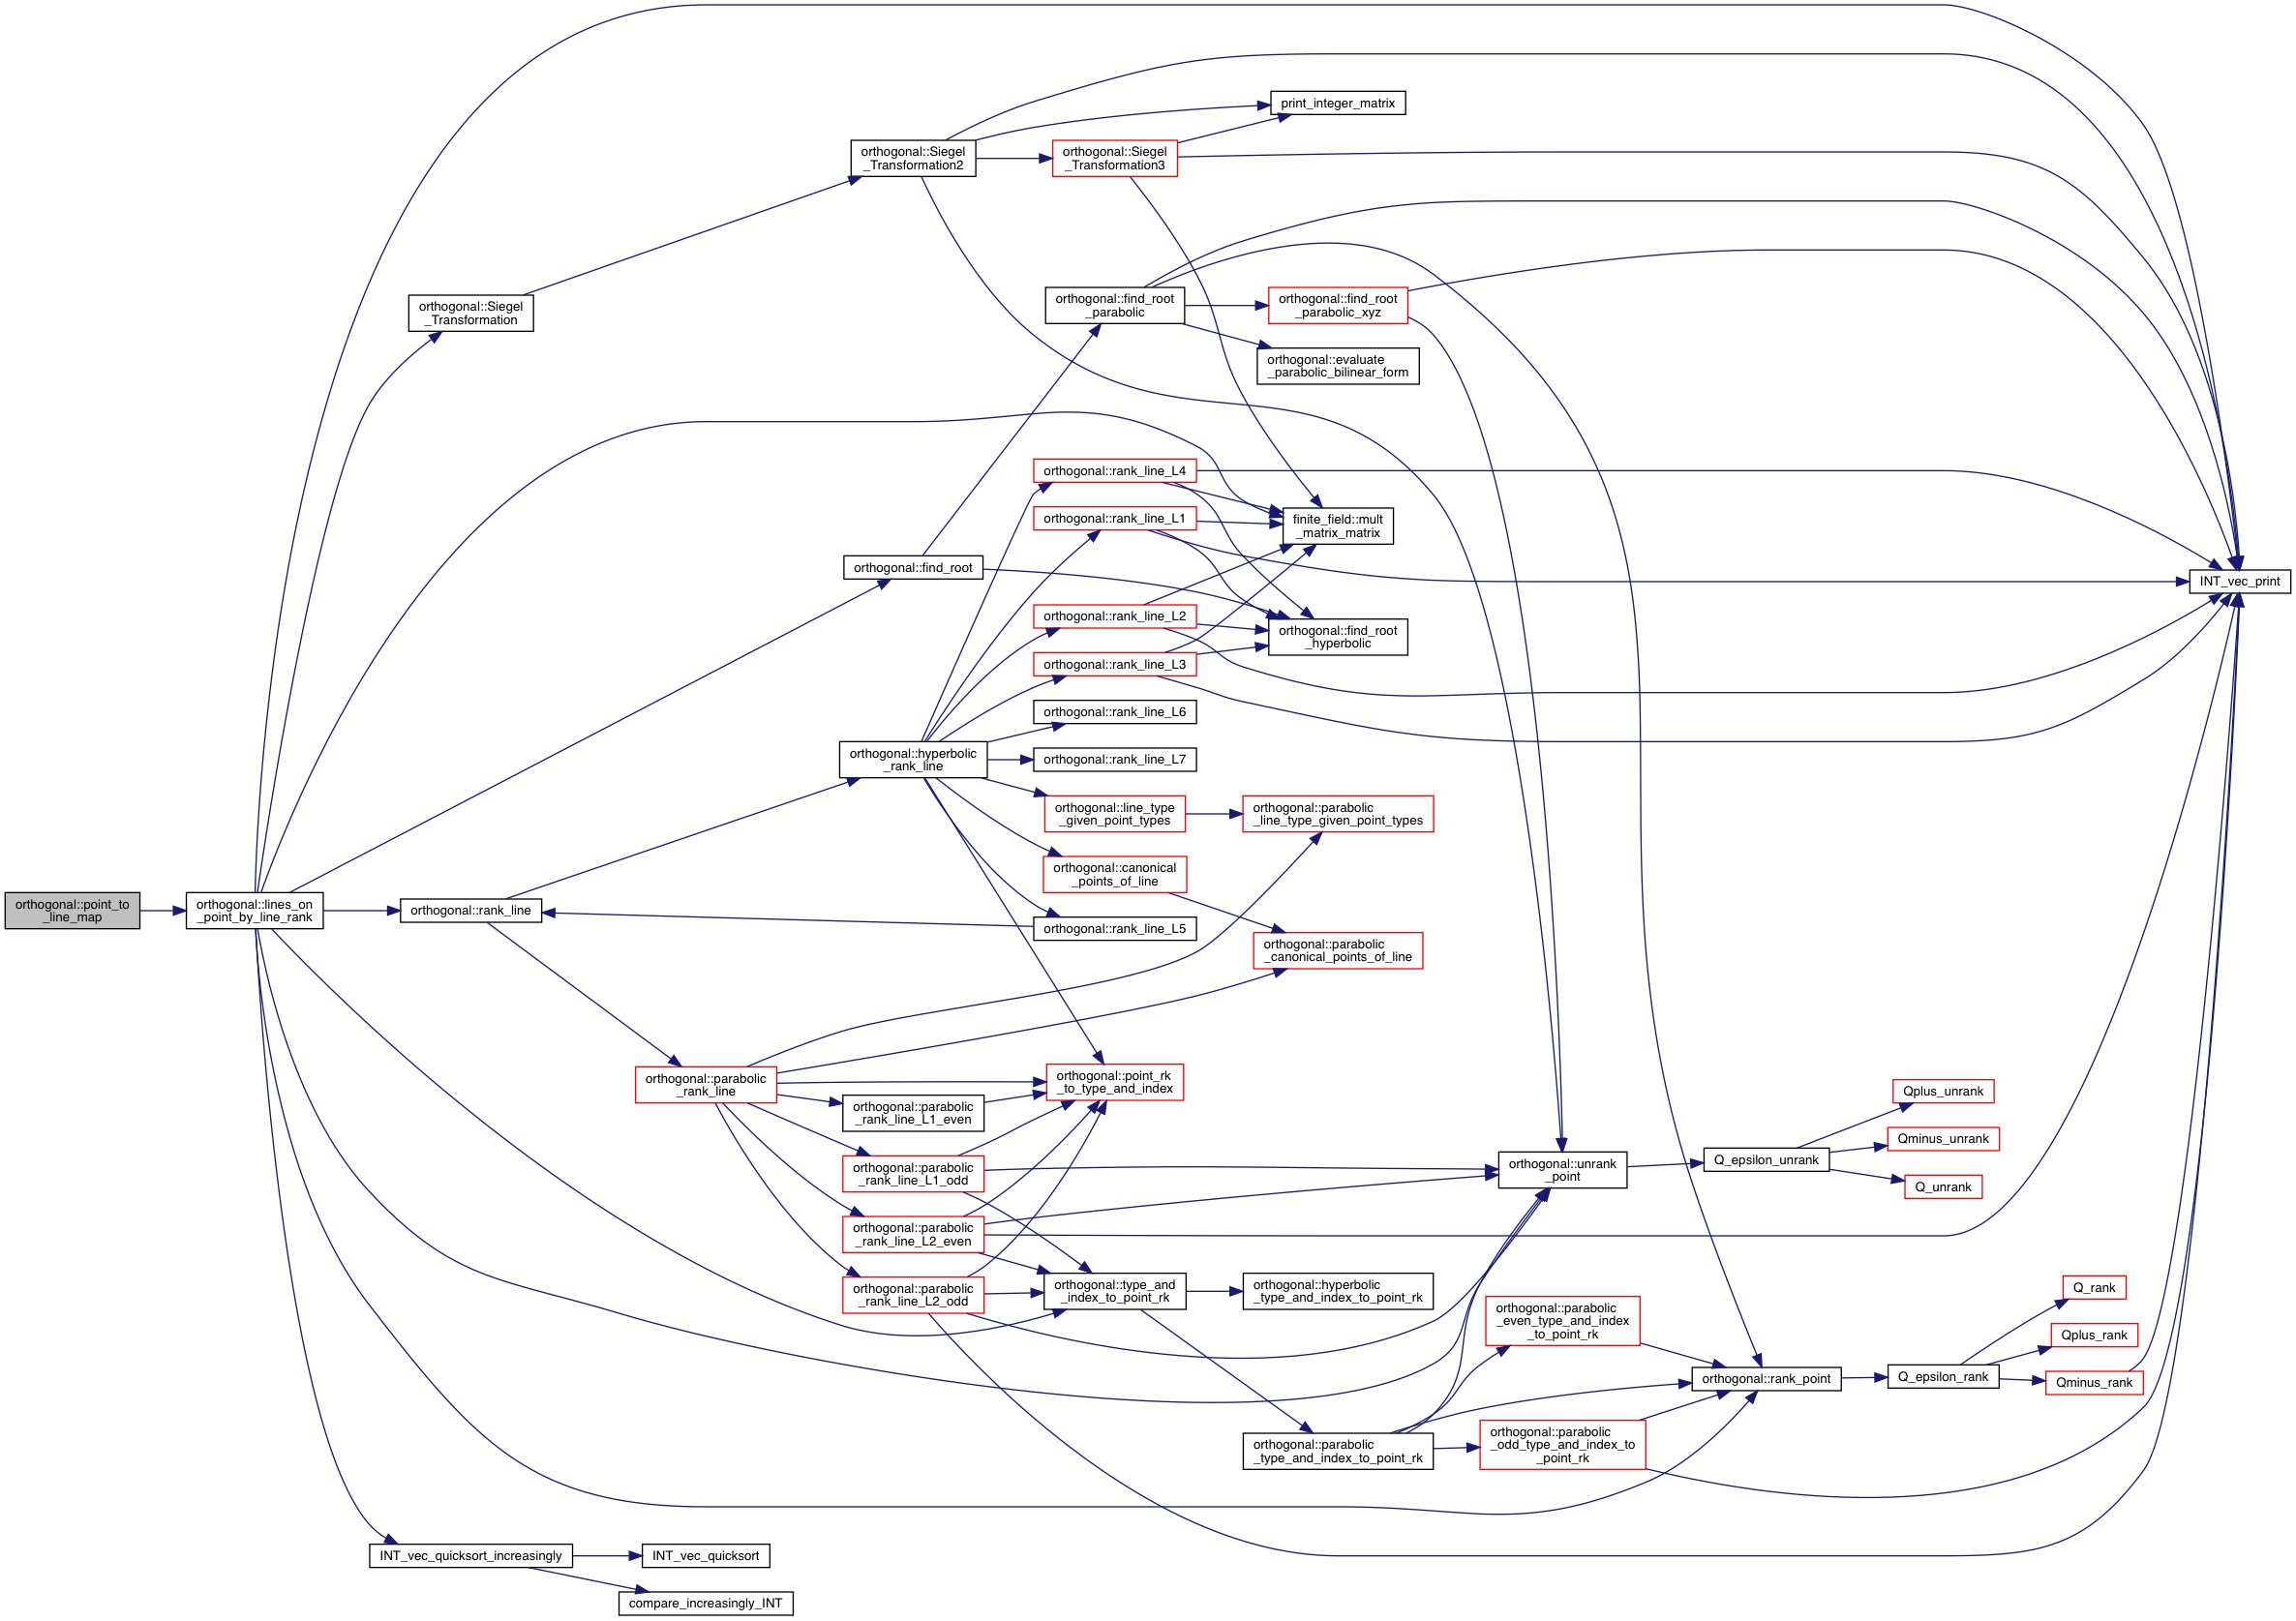 orthogonal::point_to
_line_map
orthogonal::lines_on
_point_by_line_rank
orthogonal::Siegel
_Transformation
orthogonal::rank_line
INT_vec_quicksort_increasingly
INT_vec_quicksort
compare_increasingly_INT
orthogonal::parabolic
_rank_line
orthogonal::Siegel
_Transformation2
orthogonal::find_root
orthogonal::hyperbolic
_rank_line
orthogonal::parabolic
_rank_line_L1_even
orthogonal::parabolic
_rank_line_L1_odd
orthogonal::parabolic
_rank_line_L2_even
orthogonal::parabolic
_rank_line_L2_odd
orthogonal::Siegel
_Transformation3
orthogonal::find_root
_parabolic
orthogonal::rank_line_L4
orthogonal::rank_line_L1
orthogonal::rank_line_L2
orthogonal::rank_line_L3
orthogonal::rank_line_L6
orthogonal::rank_line_L7
orthogonal::line_type
_given_point_types
orthogonal::canonical
_points_of_line
orthogonal::rank_line_L5
orthogonal::point_rk
_to_type_and_index
orthogonal::type_and
_index_to_point_rk
print_integer_matrix
orthogonal::find_root
_parabolic_xyz
orthogonal::evaluate
_parabolic_bilinear_form
finite_field::mult
_matrix_matrix
orthogonal::find_root
_hyperbolic
orthogonal::parabolic
_line_type_given_point_types
orthogonal::parabolic
_canonical_points_of_line
orthogonal::hyperbolic
_type_and_index_to_point_rk
orthogonal::parabolic
_type_and_index_to_point_rk
orthogonal::unrank
_point
orthogonal::parabolic
_even_type_and_index
_to_point_rk
orthogonal::parabolic
_odd_type_and_index_to
_point_rk
Q_epsilon_unrank
orthogonal::rank_point
Qplus_unrank
Qminus_unrank
Q_unrank
Q_epsilon_rank
Q_rank
Qplus_rank
Qminus_rank
INT_vec_print